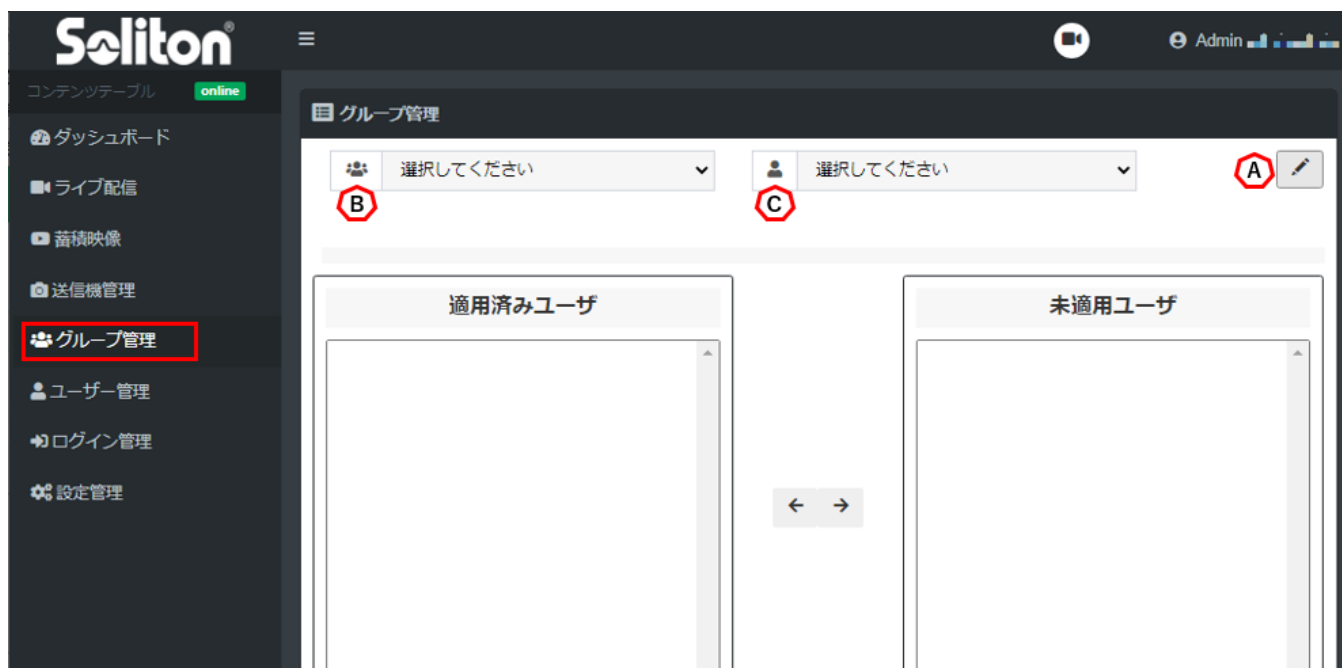 Soliton®
Admin
コンテンツテーブル online
グループ管理
ダッシュボード
ライブ配信
蓄積映像
送信機管理
グループ管理
ユーザー管理
ログイン管理
設定管理
選択してください
選択してください
A
B
C
適用済みユーザ
未適用ユーザ